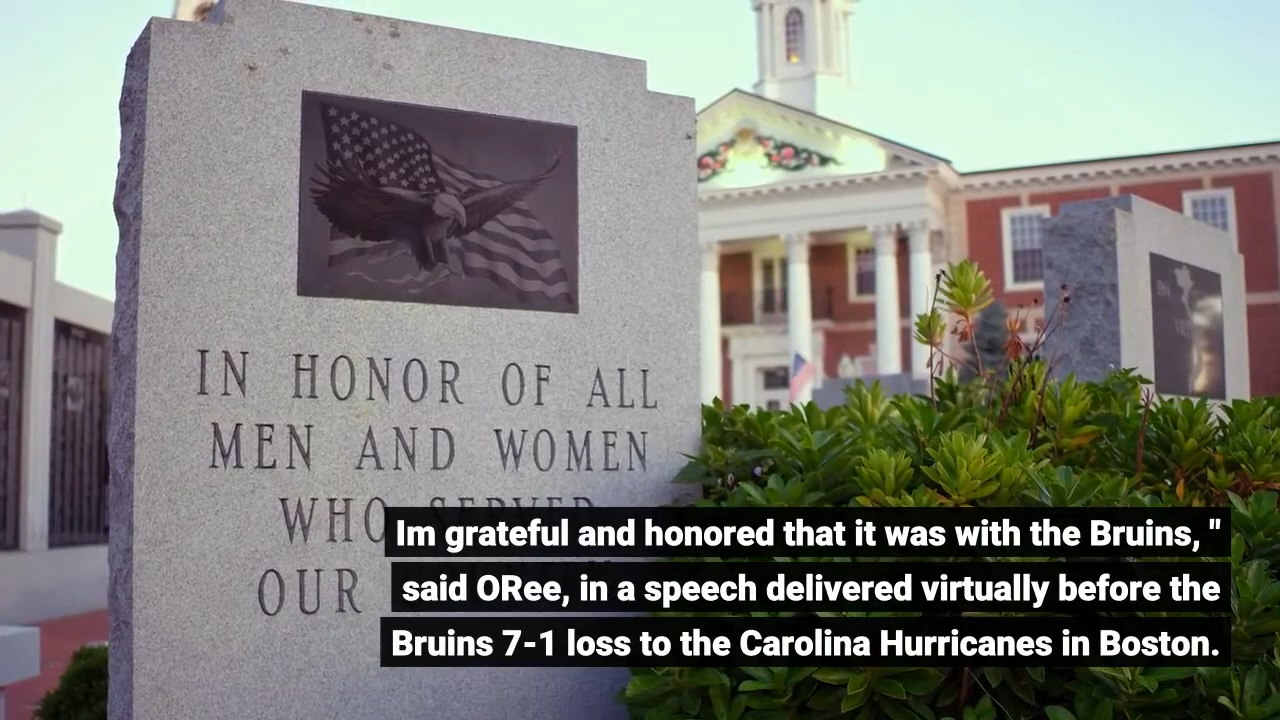 IN HONOR OF ALL
MEN AND WOMEN
WHO SERVED
OUR
Im grateful and honored that it was with the Bruins, "
said ORee, in a speech delivered virtually before the
Bruins 7-1 loss to the Carolina Hurricanes in Boston.